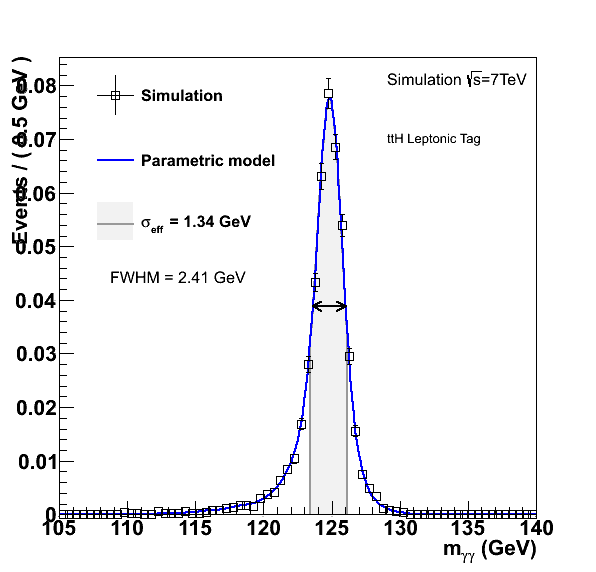 Events / ( 0.5 GeV )
Simulation √s=7TeV
ttH Leptonic Tag
Simulation
Parametric model
σeff = 1.34 GeV
FWHM = 2.41 GeV
0.08
0.07
0.06
0.05
0.04
0.03
0.02
0.01
0
105 110 115 120 125 130 135 140
mγγ (GeV)